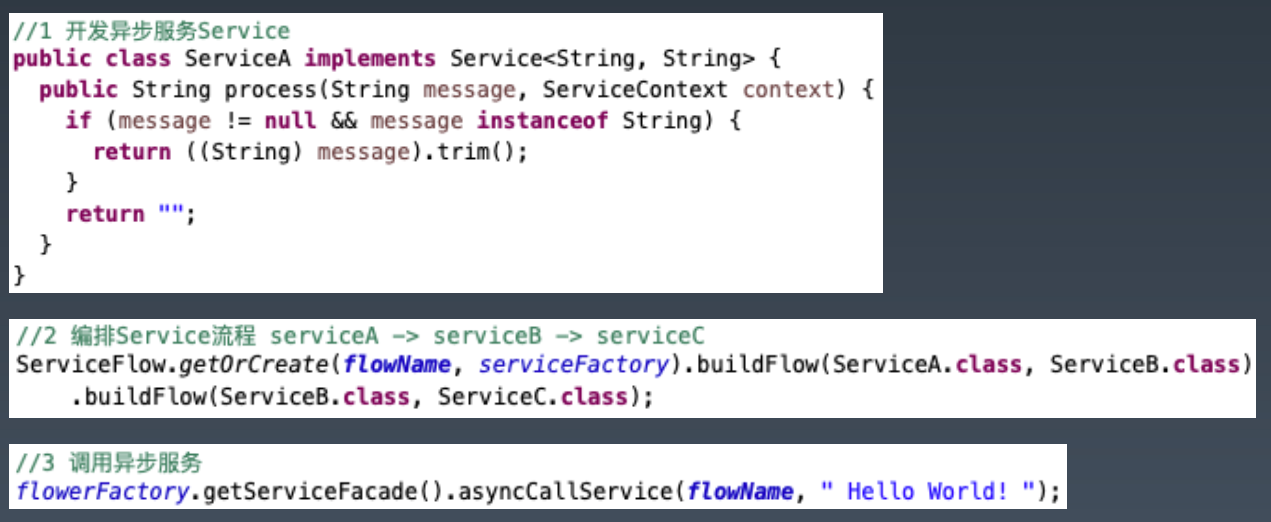 //1 开发异步服务Service
public class ServiceA implements Service<String, String> {
  public String process(String message, ServiceContext context) {
    if (message != null && message instanceof String) {
      return ((String) message).trim();
    }
    return "";
  }
}
//2 编排Service流程 serviceA -> serviceB -> serviceC
ServiceFlow.getOrCreate(flowName, serviceFactory).buildFlow(ServiceA.class, ServiceB.class)
    .buildFlow(ServiceB.class, ServiceC.class);
//3 调用异步服务
flowerFactory.getServiceFacade().asyncCallService(flowName, " Hello World! ");